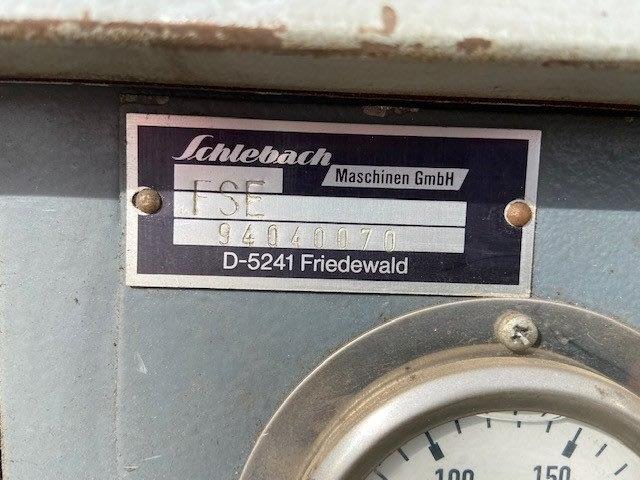 Schlebach
Maschinen GmbH
FSE
94040070
D-5241 Friedewald
100 150